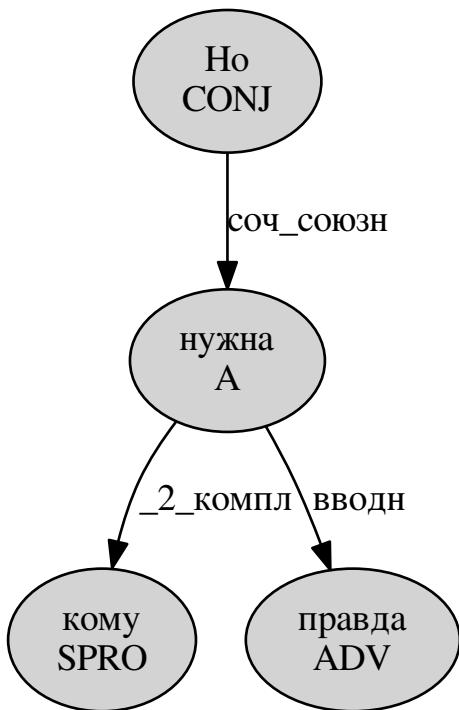 Но
CONJ
соч_союзн
нужна
A
_2_компл вводн
кому
SPRO
правда
ADV